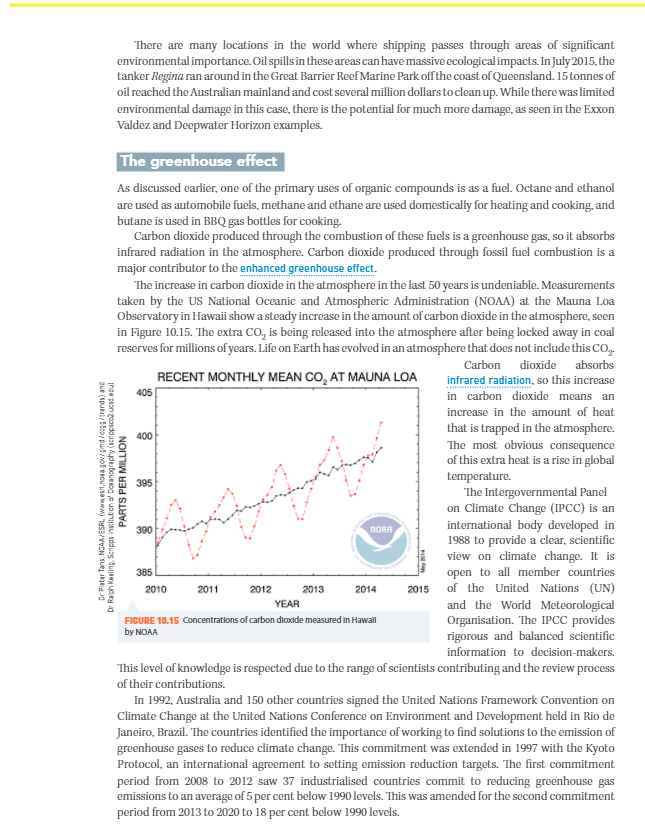 There are many locations in the world where shipping passes through areas of significant
environmental importance. Oil spills in these areas can have massive ecological impacts. In July 2015, the
tanker Regina ran around in the Great Barrier Reef Marine Park off the coast of Queensland. 15 tonnes of
oil reached the Australian mainland and cost several million dollars to clean up. While there was limited
environmental damage in this case, there is the potential for much more damage, as seen in the Exxon
Valdez and Deepwater Horizon examples.
The greenhouse effect
As discussed earlier, one of the primary uses of organic compounds is as a fuel. Octane and ethanol
are used as automobile fuels, methane and ethane are used domestically for heating and cooking, and
butane is used in BBQ gas bottles for cooking.
Carbon dioxide produced through the combustion of these fuels is a greenhouse gas, so it absorbs
infrared radiation in the atmosphere. Carbon dioxide produced through fossil fuel combustion is a
major contributor to the enhanced greenhouse effect.
The increase in carbon dioxide in the atmosphere in the last 50 years is undeniable. Measurements
taken by the US National Oceanic and Atmospheric Administration (NOAA) at the Mauna Loa
Observatory in Hawaii show a steady increase in the amount of carbon dioxide in the atmosphere, seen
in Figure 10.15. The extra CO₂ is being released into the atmosphere after being locked away in coal
reserves for millions of years. Life on Earth has evolved in an atmosphere that does not include this CO₂.
Carbon dioxide absorbs
infrared radiation, so this increase
in carbon dioxide means an
increase in the amount of heat
that is trapped in the atmosphere.
The most obvious consequence
of this extra heat is a rise in global
temperature.
The Intergovernmental Panel
on Climate Change (IPCC) is an
international body developed in
1988 to provide a clear, scientific
view on climate change. It is
open to all member countries
of the United Nations (UN)
and the World Meteorological
Organisation. The IPCC provides
rigorous and balanced scientific
information to decision-makers.
Dr Pieter Tans, NOAA/ESRL (www.esrl.noaa.gov/gmd/ccgg/trends) and
Dr Ralph Keeling, Scripps Institution of Oceanography (scrippsco2.ucsd.edu)
RECENT MONTHLY MEAN CO₂ AT MAUNA LOA
PARTS PER MILLION
405
400
395
390
385
NOAA
May 2014
2010 2011 2012 2013 2014 2015
YEAR
FIGURE 10.15 Concentrations of carbon dioxide measured in Hawaii
by NOAA
This level of knowledge is respected due to the range of scientists contributing and the review process
of their contributions.
In 1992, Australia and 150 other countries signed the United Nations Framework Convention on
Climate Change at the United Nations Conference on Environment and Development held in Rio de
Janeiro, Brazil. The countries identified the importance of working to find solutions to the emission of
greenhouse gases to reduce climate change. This commitment was extended in 1997 with the Kyoto
Protocol, an international agreement to setting emission reduction targets. The first commitment
period from 2008 to 2012 saw 37 industrialised countries commit to reducing greenhouse gas
emissions to an average of 5 per cent below 1990 levels. This was amended for the second commitment
period from 2013 to 2020 to 18 per cent below 1990 levels.